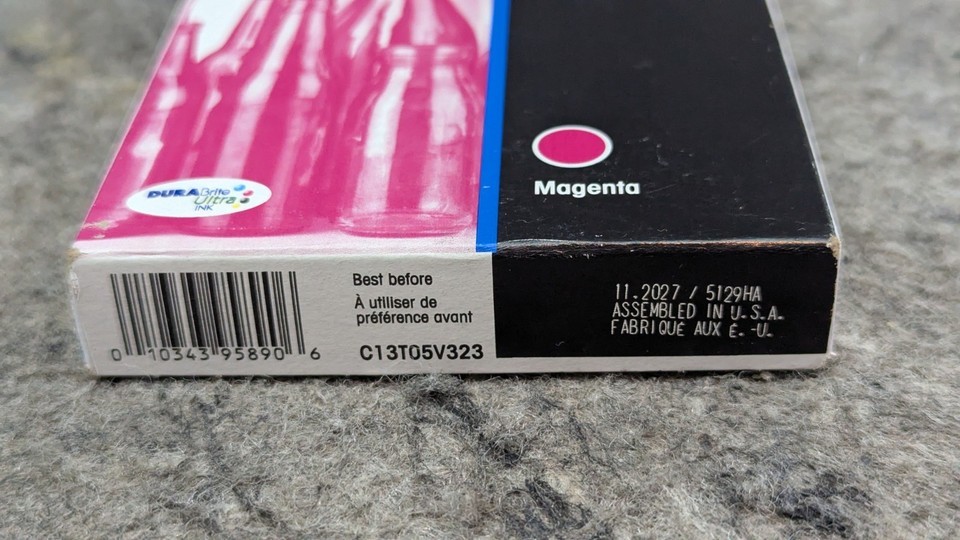 DURABrite
Ultra
INK
Magenta
Best before
À utiliser de
préférence avant
C13T05V323
0 10343 95890 6
11.2027 / 5129HA
ASSEMBLED IN U.S.A.
FABRIQUÉ AUX É.-U.